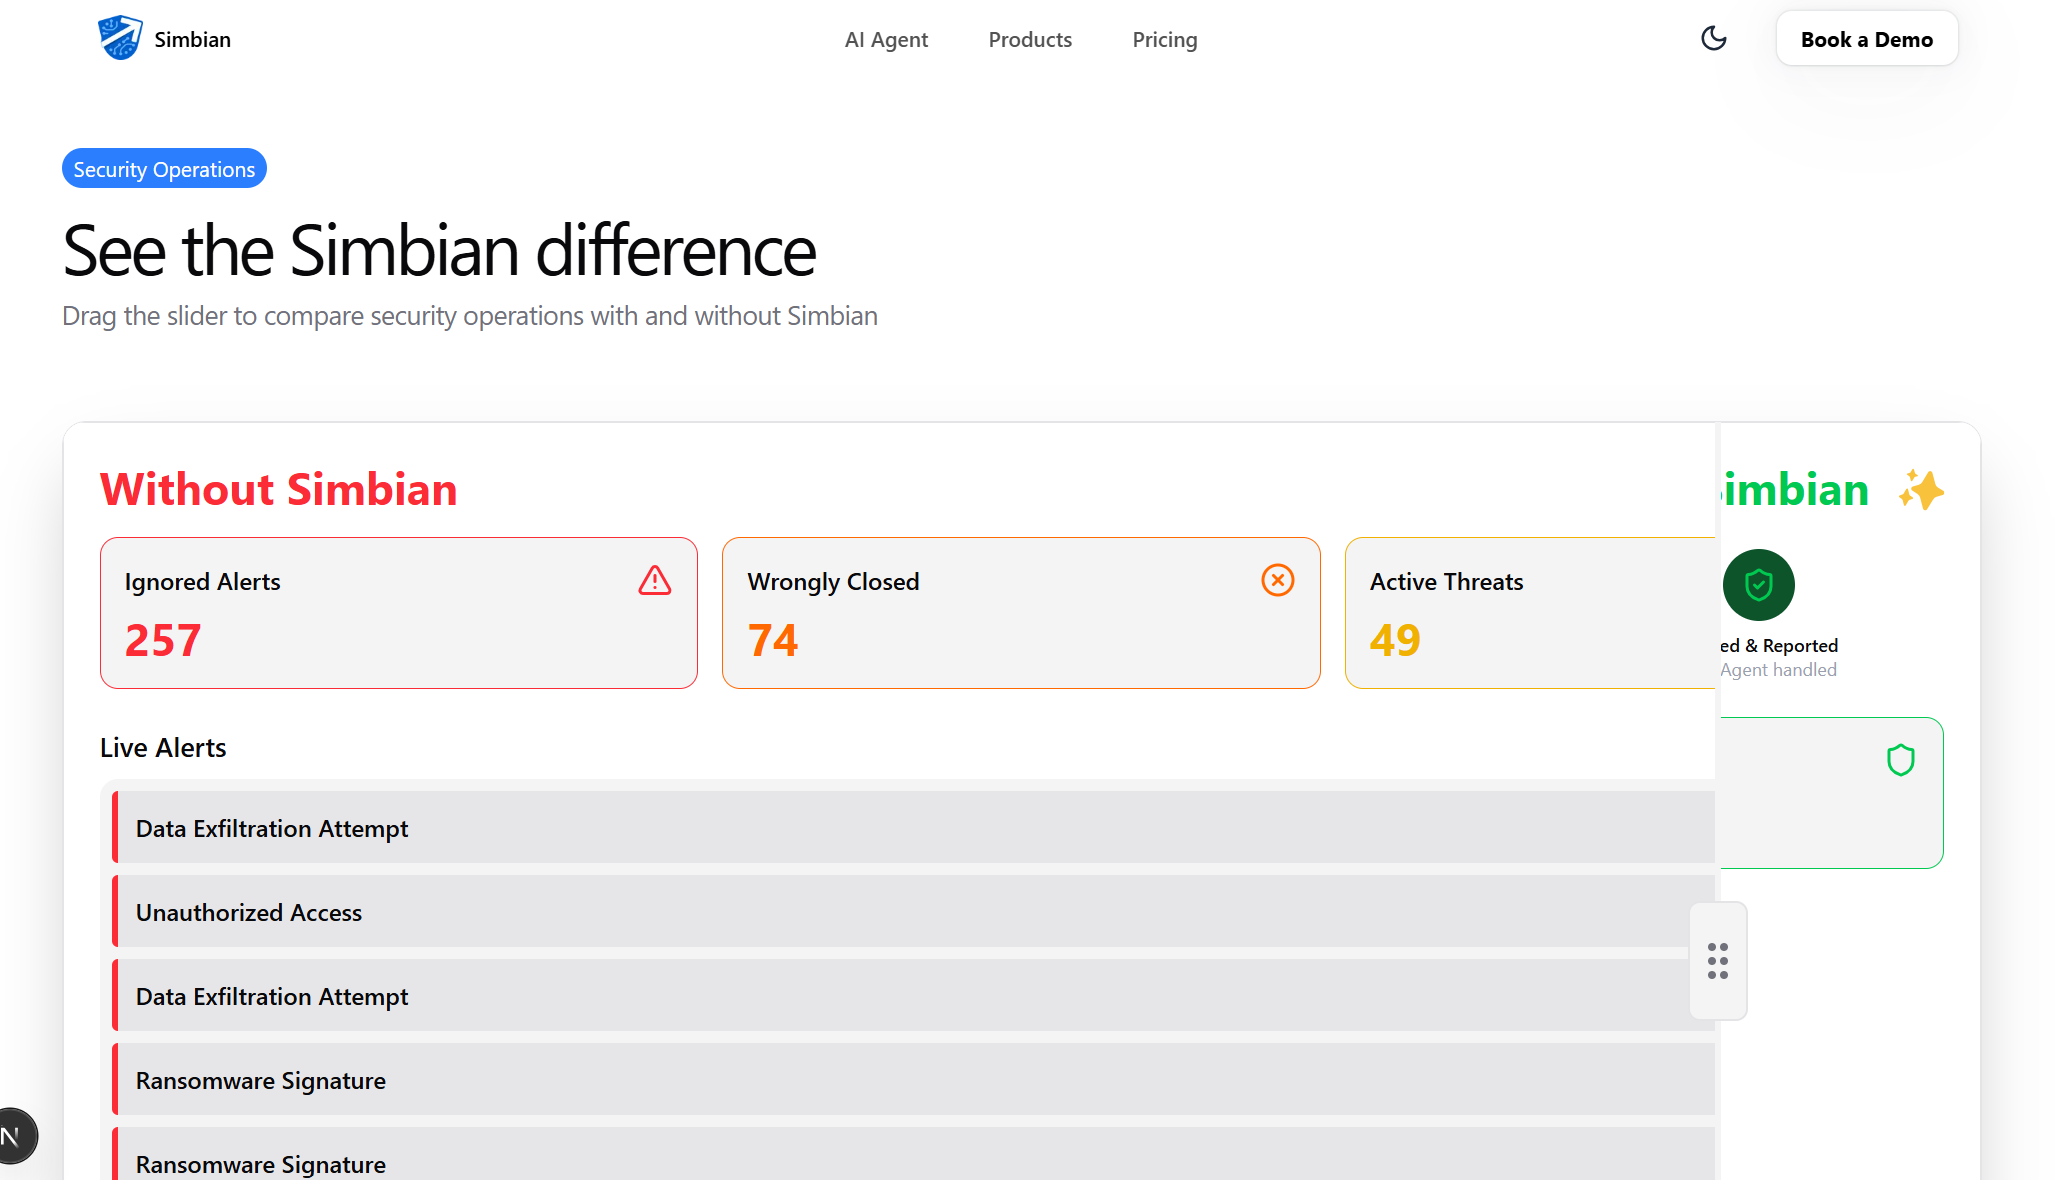 Simbian
AI Agent
Products
Pricing
Book a Demo
Security Operations
See the Simbian difference
Drag the slider to compare security operations with and without Simbian
Without Simbian
imbian
Ignored Alerts
257
Wrongly Closed
74
Active Threats
49
ed & Reported
Agent handled
Live Alerts
Data Exfiltration Attempt
Unauthorized Access
Data Exfiltration Attempt
Ransomware Signature
Ransomware Signature
N